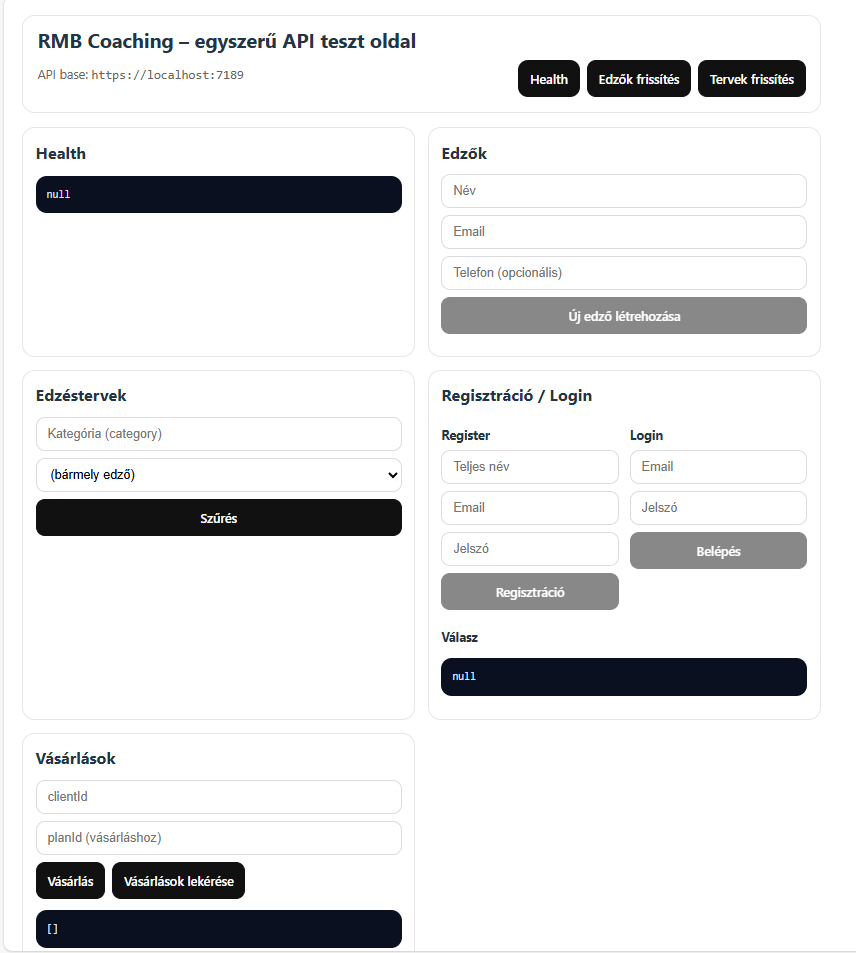 RMB Coaching – egyszerű API teszt oldal
API base: https://localhost:7189
Health
Edzők frissítés
Tervek frissítés
Health
null
Edzők
Név
Email
Telefon (opcionális)
Új edző létrehozása
Edzéstervek
Kategória (category)
(bármely edző)
Szűrés
Regisztráció / Login
Register
Teljes név
Email
Jelszó
Regisztráció
Login
Email
Jelszó
Belépés
Válasz
null
Vásárlások
clientId
planId (vásárláshoz)
Vásárlás
Vásárlások lekérése
[]